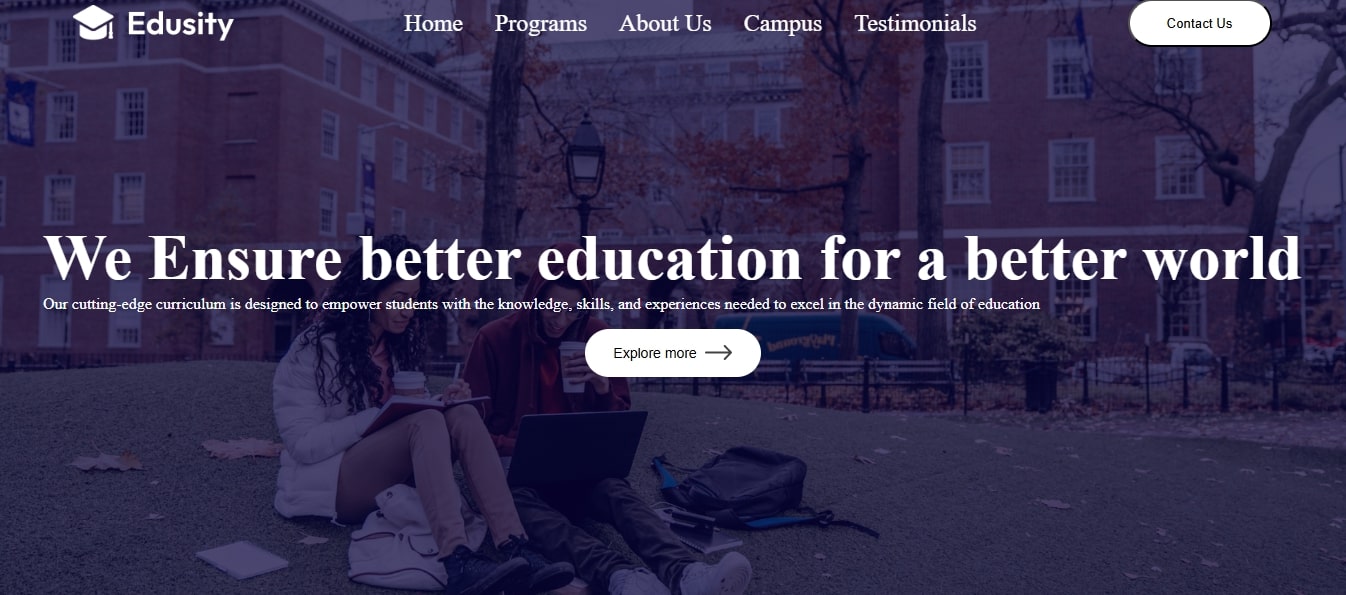 Edusity
Home Programs About Us Campus Testimonials
Contact Us
We Ensure better education for a better world
Our cutting-edge curriculum is designed to empower students with the knowledge, skills, and experiences needed to excel in the dynamic field of education
Explore more